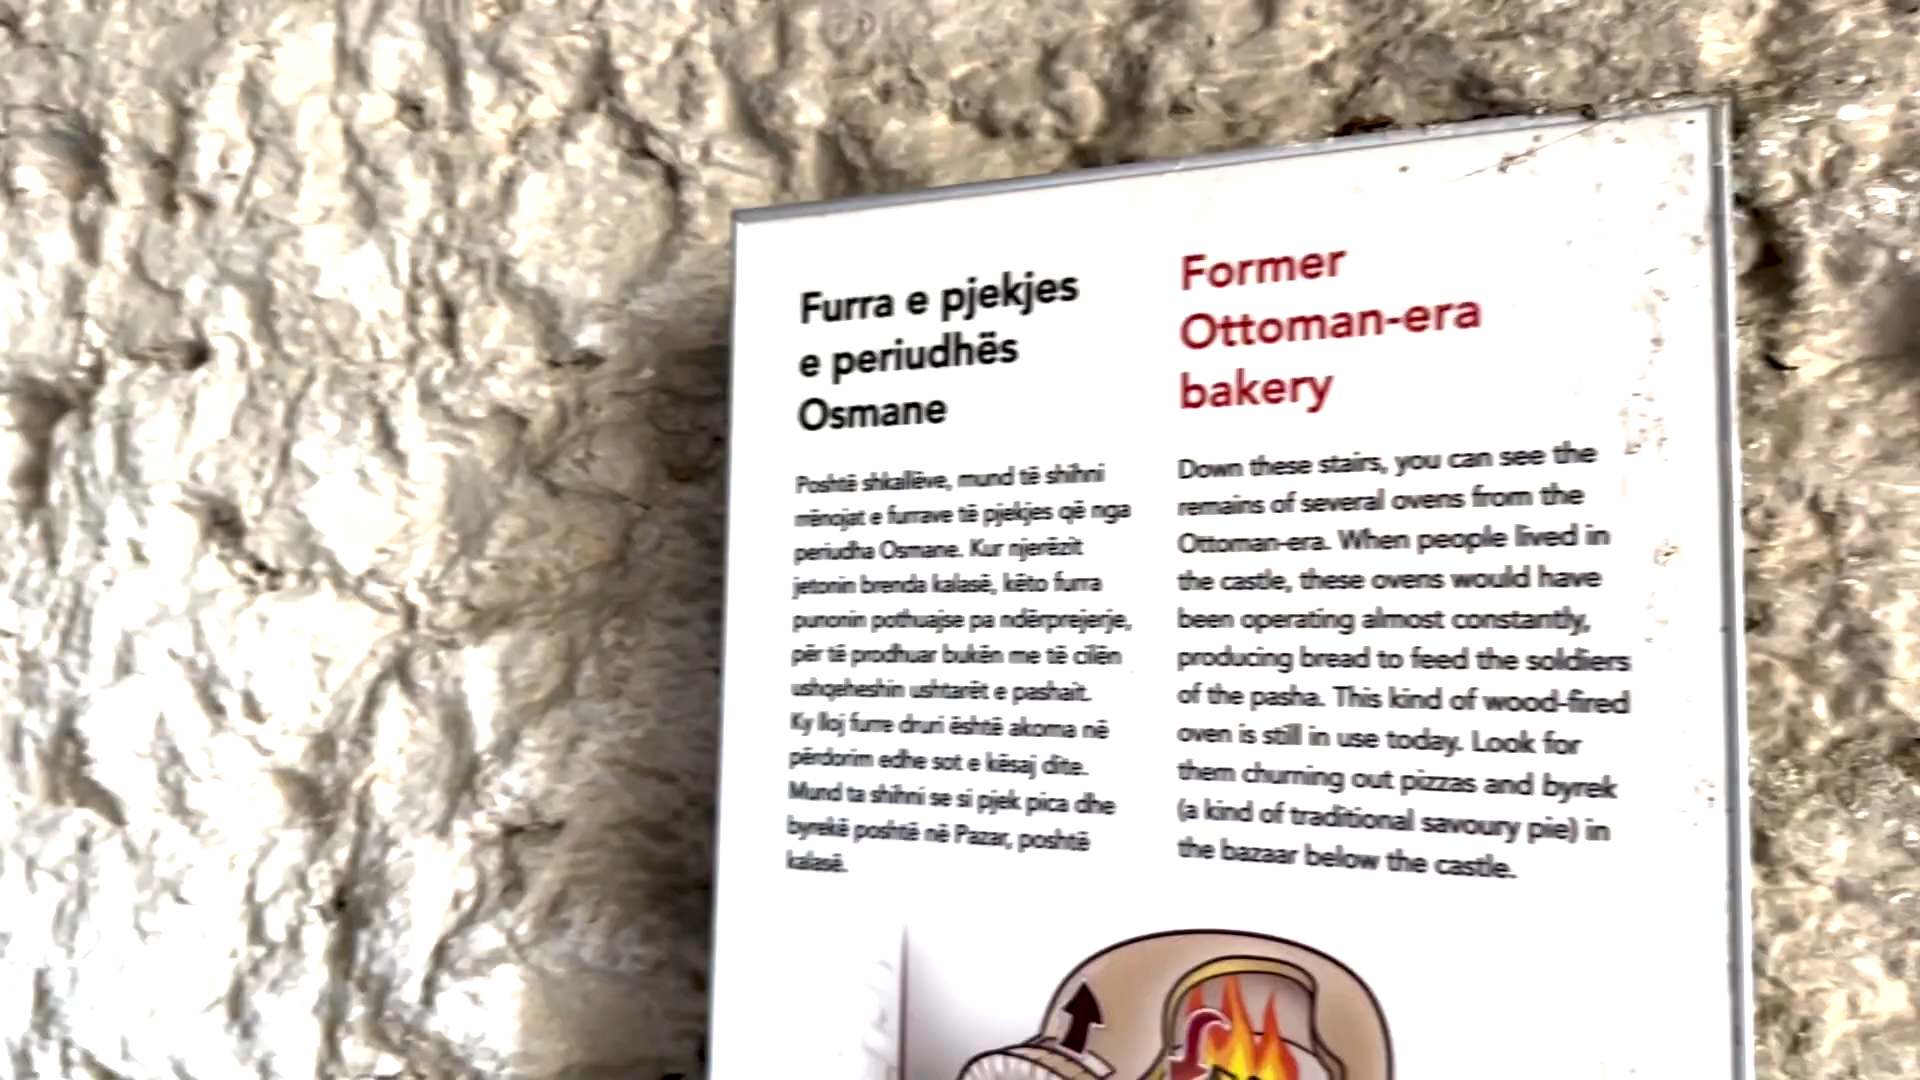 Furra e pjekjes
e periudhës
Osmane
Poshtë shkallëve, mund të shihni
mënojat e furrave të pjekjes që nga
periudha Osmane. Kur njerëzit
jetonin brenda kalasë, këto furra
punonin pothuajse pa ndërprejerje,
për të prodhuar bukën me të cilën
ushqeheshin ushtarët e pashait.
Ky lloj furre druri është akoma në
përdorim edhe sot e kësaj dite.
Mund ta shihni se si pjek pica dhe
byrekë poshtë në Pazar, poshtë
kalasë.
Former
Ottoman-era
bakery
Down these stairs, you can see the
remains of several ovens from the
Ottoman-era. When people lived in
the castle, these ovens would have
been operating almost constantly,
producing bread to feed the soldiers
of the pasha. This kind of wood-fired
oven is still in use today. Look for
them churning out pizzas and byrek
(a kind of traditional savoury pie) in
the bazaar below the castle.